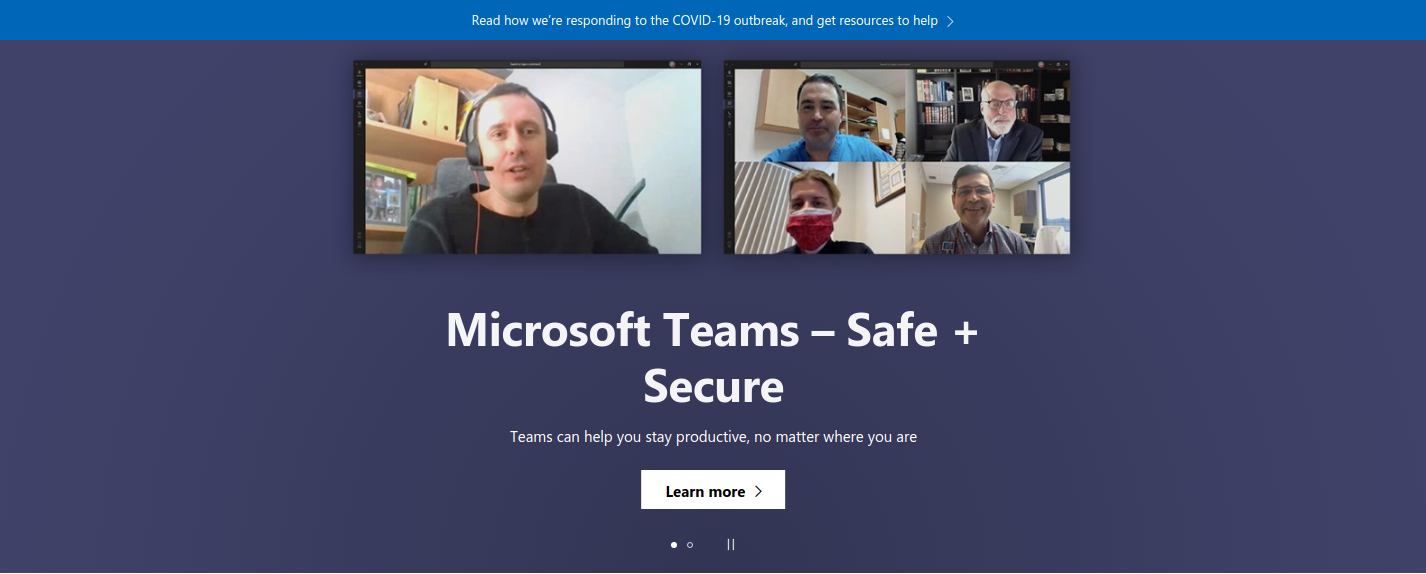 Read how we're responding to the COVID-19 outbreak, and get resources to help
Microsoft Teams – Safe +
Secure
Teams can help you stay productive, no matter where you are
Learn more